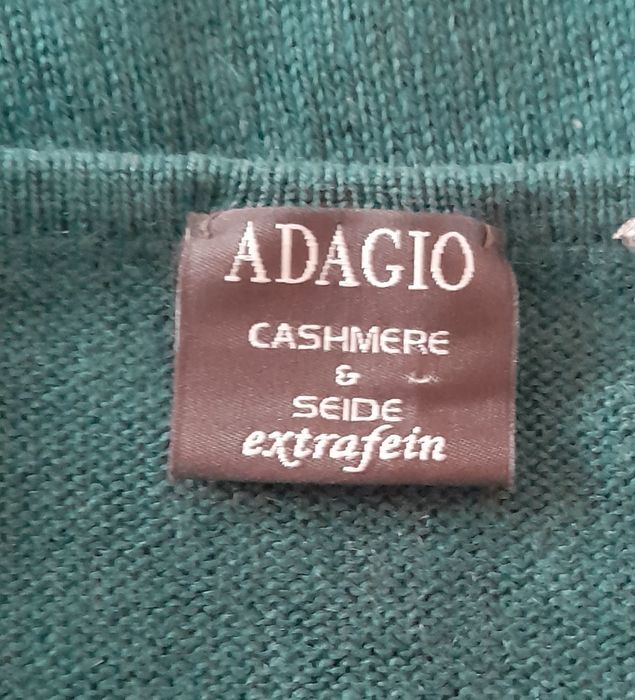 ADAGIO
CASHMERE
&
SEIDE
extrafein